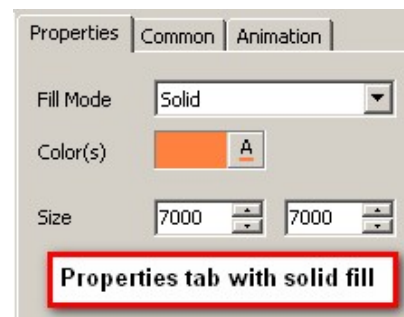 Properties Common Animation
Fill Mode Solid
Color(s) A
Size 7000 7000
Properties tab with solid fill